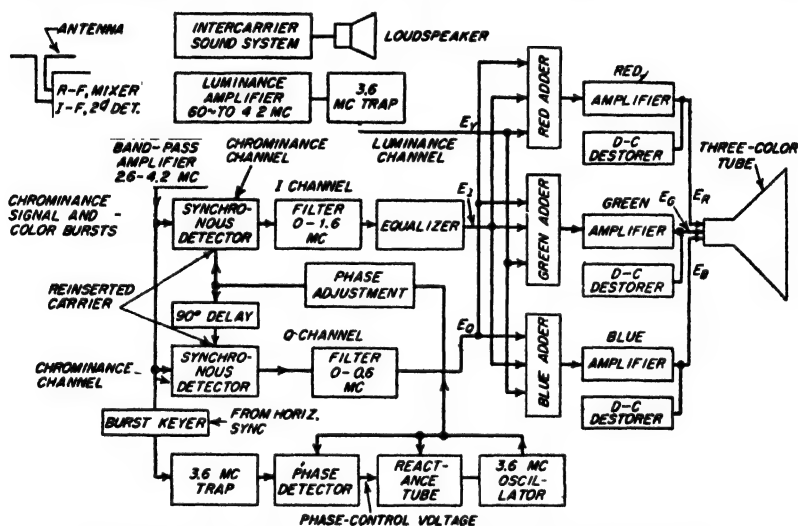 ANTENNA
R-F, MIXER
I-F, 2d DET.
INTERCARRIER
SOUND SYSTEM
LOUDSPEAKER
LUMINANCE
AMPLIFIER
60~TO 4 2 MC
3.6
MC TRAP
BAND-PASS
AMPLIFIER
26-4.2 MC
CHROMINANCE
CHANNEL
LUMINANCE
CHANNEL
EY
CHROMINANCE
SIGNAL AND -
COLOR BURSTS
SYNCHRO-
NOUS
DETECTOR
I CHANNEL
FILTER
0-1.6
MC
EQUALIZER
EI
REINSERTED
CARRIER
PHASE
ADJUSTMENT
90° DELAY
CHROMINANCE
CHANNEL-
SYNCHRO-
NOUS
DETECTOR
Q-CHANNEL
FILTER
0-0.6
MC
EQ
BURST KEYER
FROM HORIZ.
SYNC
3.6 MC
TRAP
PHASE
DETECTOR
REACT-
ANCE
TUBE
3.6 MC
OSCIL-
LATOR
PHASE-CONTROL VOLTAGE
RED ADDER
RED
AMPLIFIER
D-C
DESTORER
GREEN ADDER
GREEN
AMPLIFIER
D-C
DESTORER
BLUE ADDER
BLUE
AMPLIFIER
D-C
DESTORER
THREE-COLOR
TUBE
EG
ER
EB